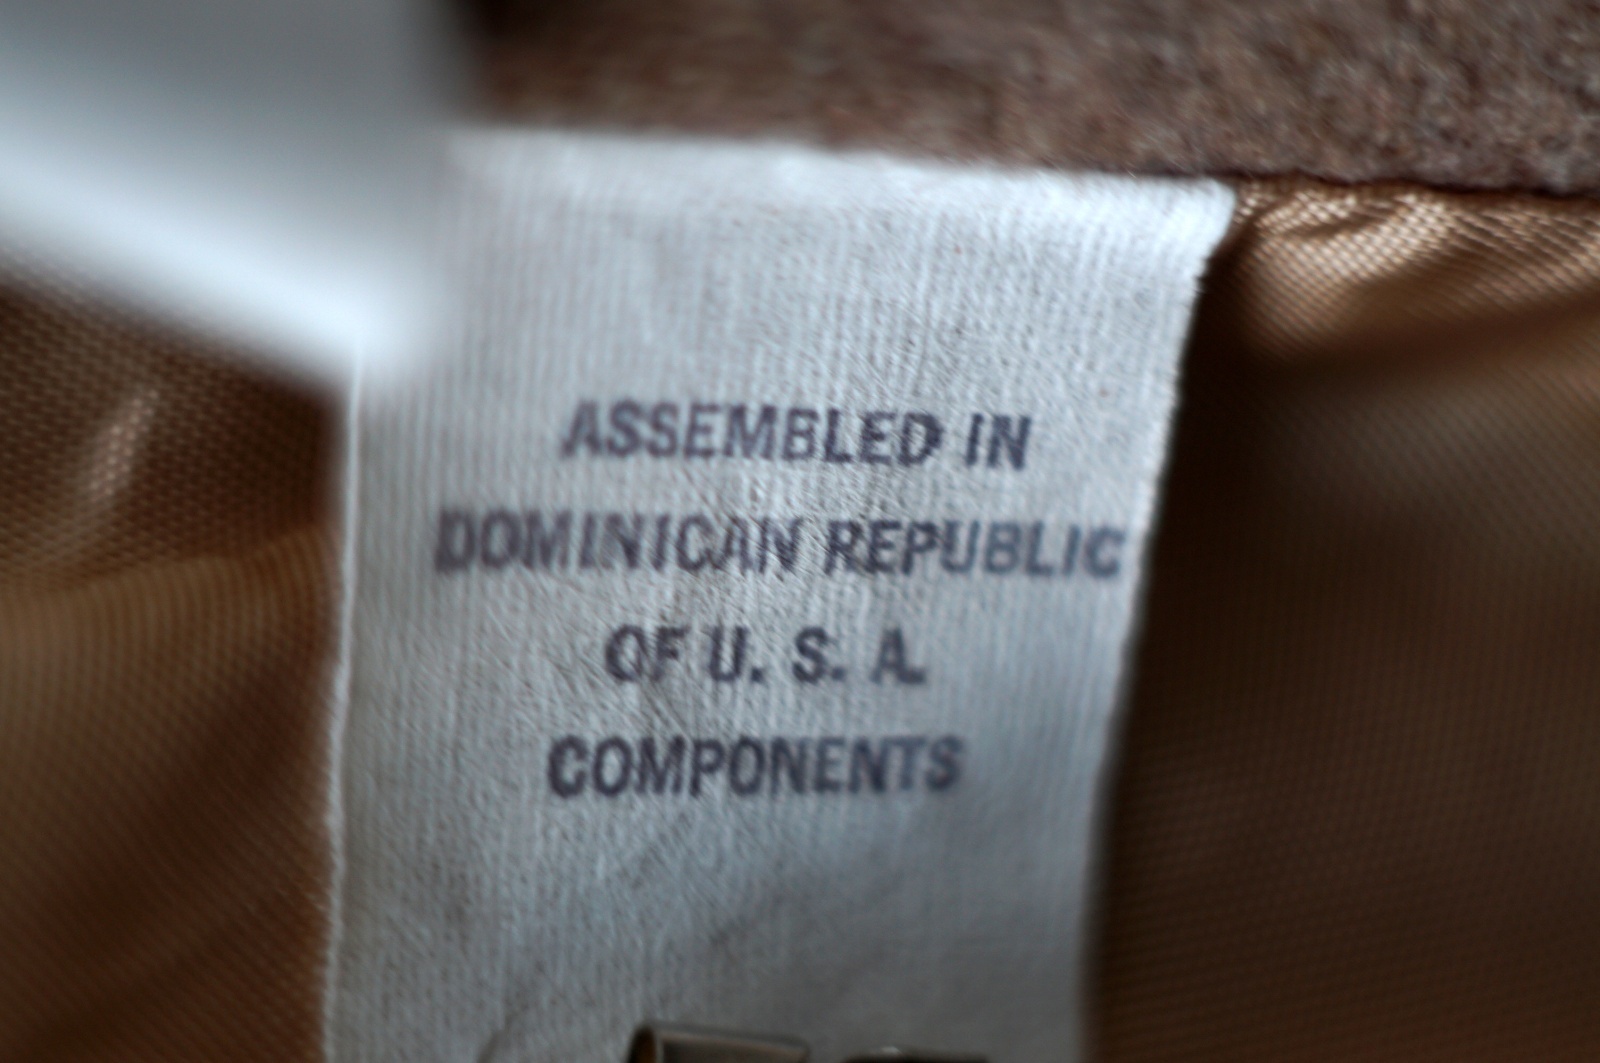 ASSEMBLED IN
DOMINICAN REPUBLIC
OF U. S. A.
COMPONENTS